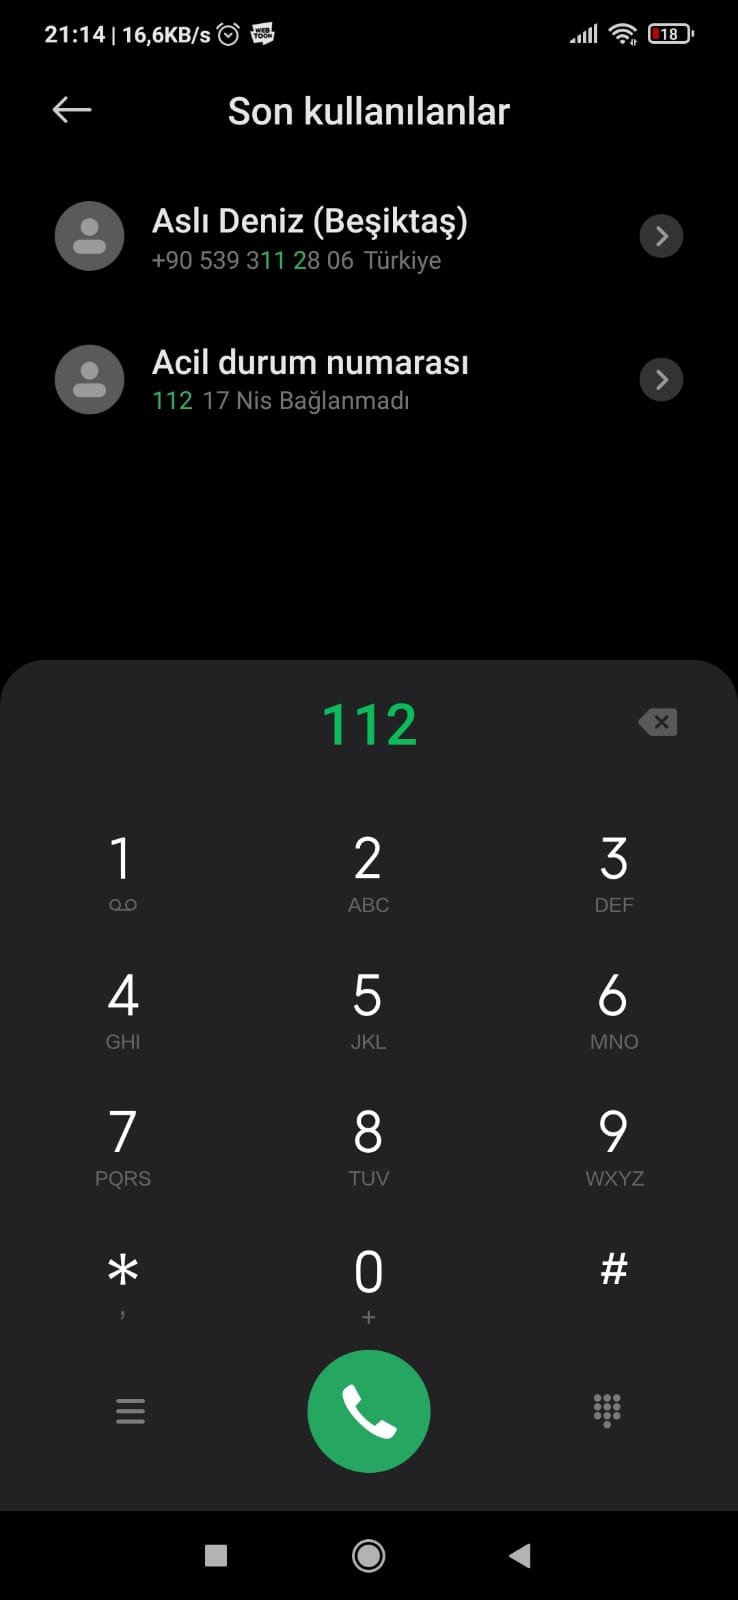 21:14 | 16,6KB/s WEB TOON 18
Son kullanılanlar
Aslı Deniz (Beşiktaş)
+90 539 311 28 06 Türkiye
Acil durum numarası
112 17 Nis Bağlanmadı
112
1 2 3
ABC DEF
4 5 6
GHI JKL MNO
7 8 9
PQRS TUV WXYZ
* 0 #
, +